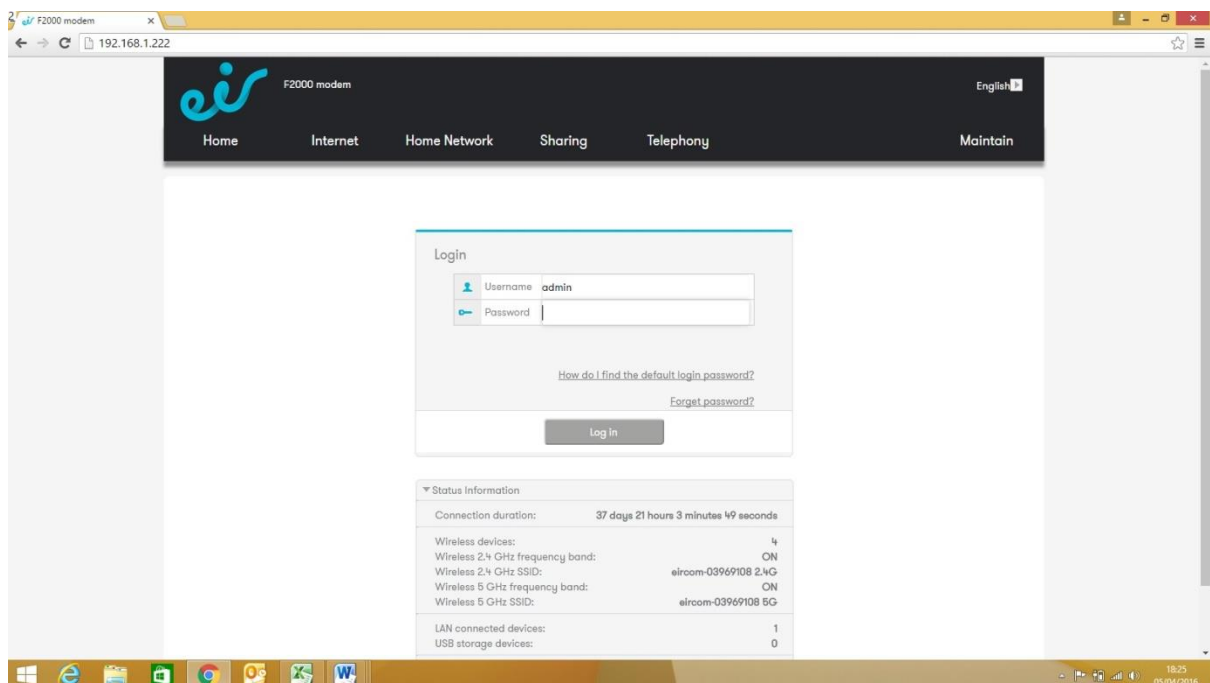 F2000 modem
192.168.1.222
eir F2000 modem English
Home Internet Home Network Sharing Telephony Maintain
Login
Username admin
Password
How do I find the default login password?
Forget password?
Log in
Status Information
Connection duration: 37 days 21 hours 3 minutes 49 seconds
Wireless devices: 4
Wireless 2.4 GHz frequency band: ON
Wireless 2.4 GHz SSID: eircom-03969108 2.4G
Wireless 5 GHz frequency band: ON
Wireless 5 GHz SSID: eircom-03969108 5G
LAN connected devices: 1
USB storage devices: 0
18:25
05/04/2016